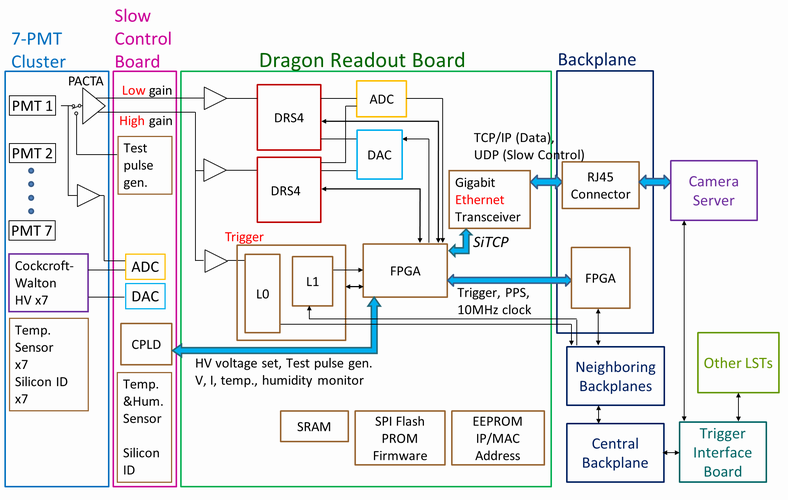 7-PMT
Cluster
Slow
Control
Board
Dragon Readout Board
Backplane
PACTA
PMT 1
PMT 2
PMT 7
Low gain
High gain
Test
pulse
gen.
DRS4
ADC
DAC
DRS4
TCP/IP (Data),
UDP (Slow Control)
Gigabit
Ethernet
Transceiver
RJ45
Connector
Camera
Server
SiTCP
Trigger
L0
L1
FPGA
FPGA
Trigger, PPS,
10MHz clock
Cockcroft-
Walton
HV x7
ADC
DAC
Temp.
Sensor
x7
Silicon ID
x7
CPLD
HV voltage set, Test pulse gen.
V, I, temp., humidity monitor
Temp.
&Hum.
Sensor
Silicon
ID
SRAM
SPI Flash
PROM
Firmware
EEPROM
IP/MAC
Address
Neighboring
Backplanes
Other LSTs
Central
Backplane
Trigger
Interface
Board